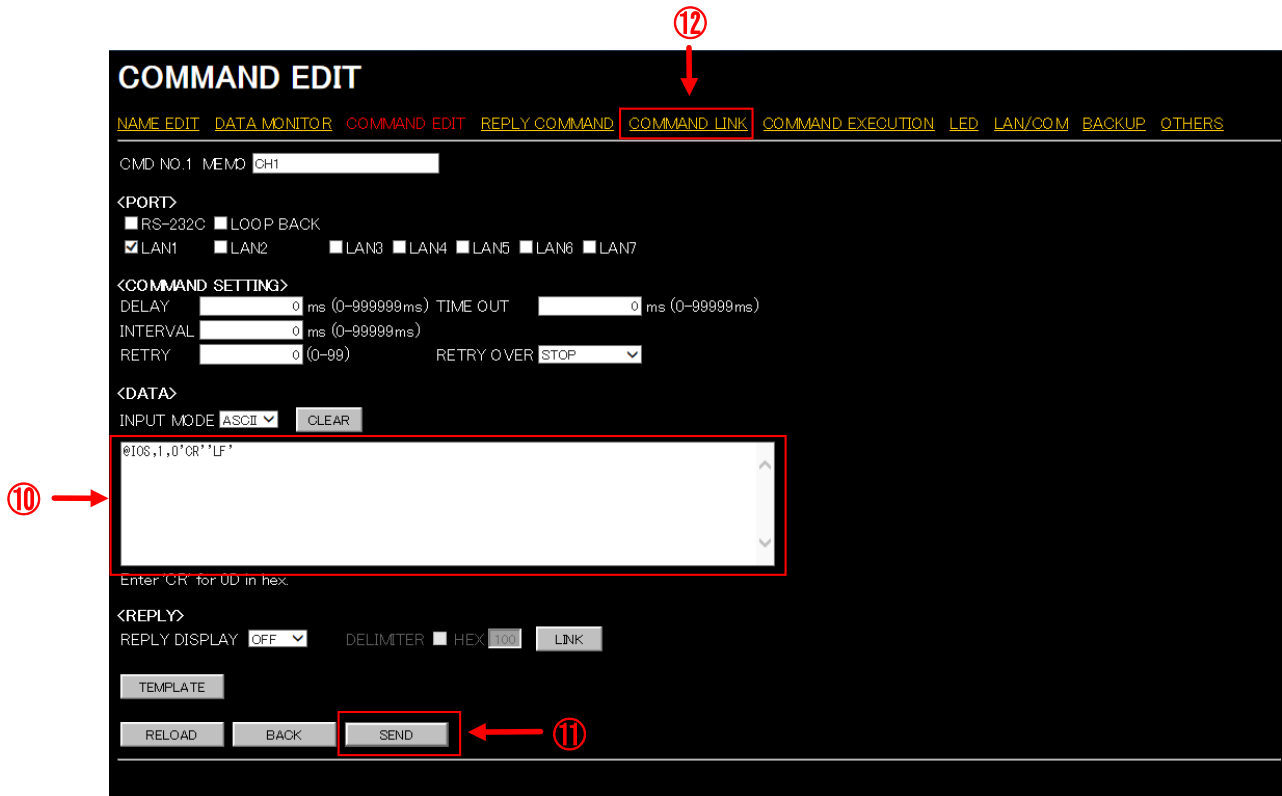 ⑫
COMMAND EDIT
NAME EDIT DATA MONITOR COMMAND EDIT REPLY COMMAND COMMAND LINK COMMAND EXECUTION LED LAN/COM BACKUP OTHERS
CMD NO.1 MEMO CH1
<PORT>
RS-232C LOOP BACK
LAN1 LAN2 LAN3 LAN4 LAN5 LAN6 LAN7
<COMMAND SETTING>
DELAY 0 ms (0-999999ms) TIME OUT 0 ms (0-99999ms)
INTERVAL 0 ms (0-99999ms)
RETRY 0 (0-99) RETRY OVER STOP
<DATA>
INPUT MODE ASCII CLEAR
⑩
@IOS,1,0'CR''LF'
Enter 'CR' for 0D in hex.
<REPLY>
REPLY DISPLAY OFF DELIMITER HEX 100 LINK
TEMPLATE
RELOAD BACK SEND ⑪